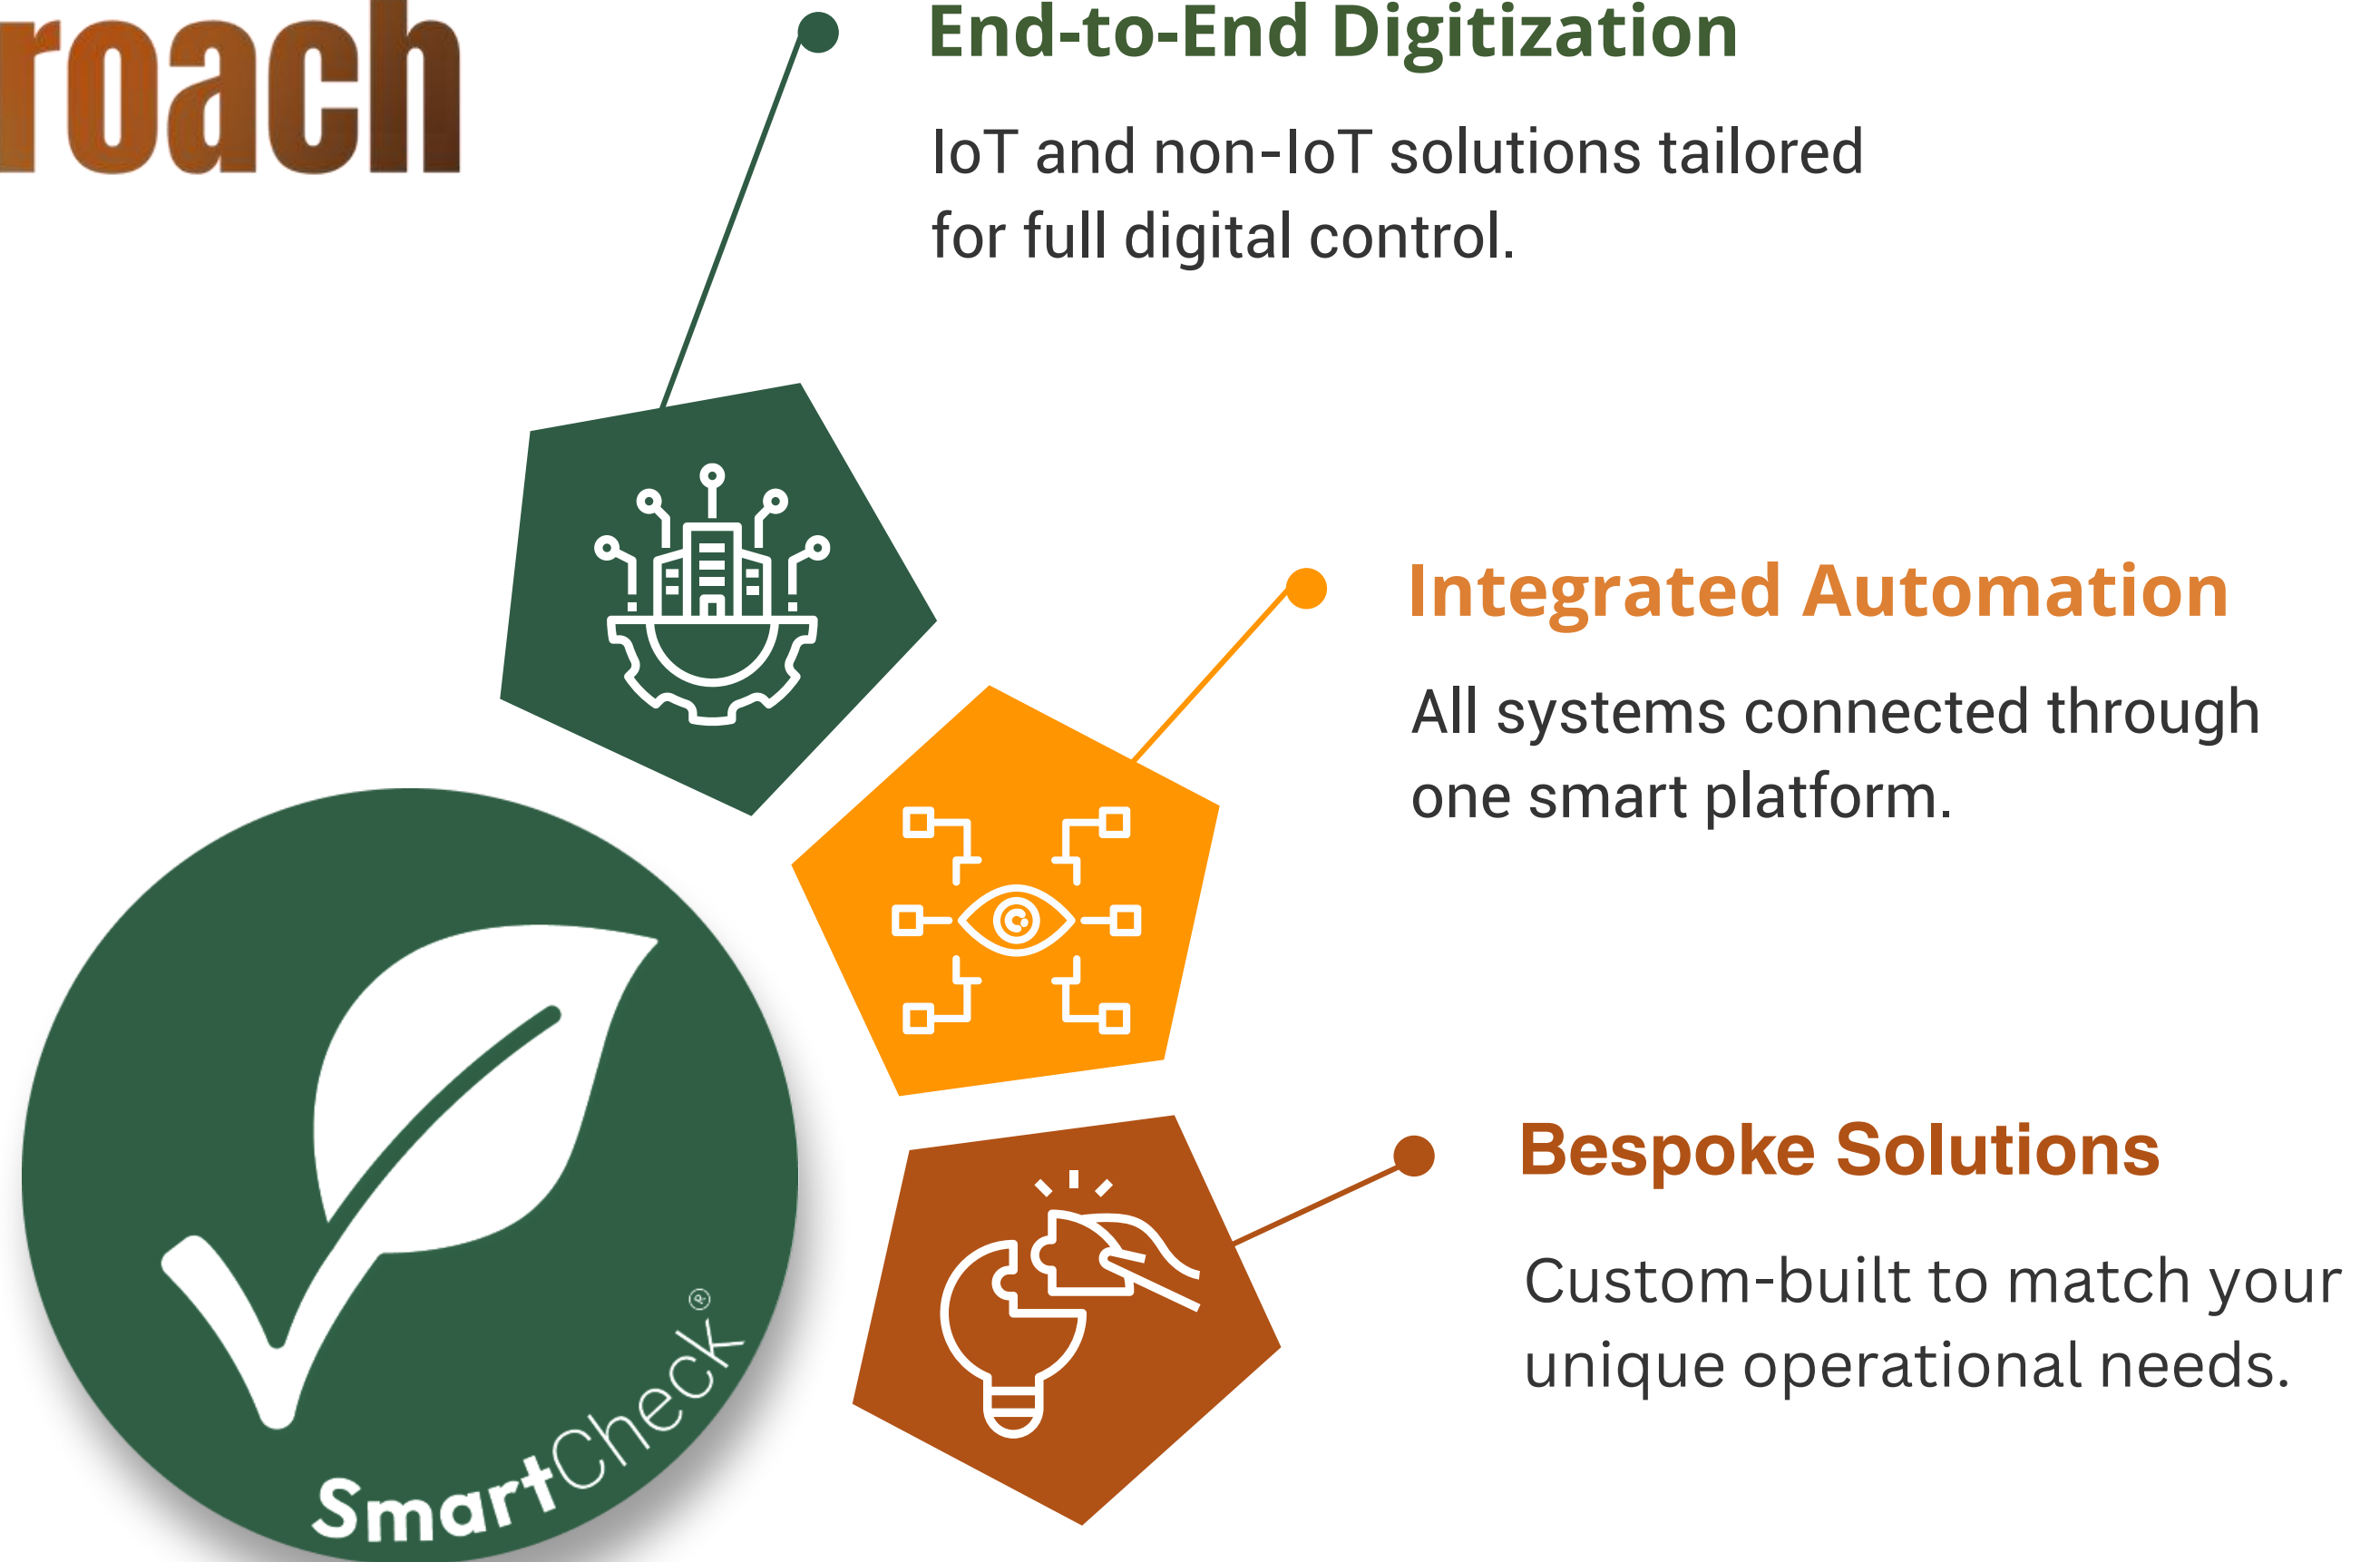 roach
End-to-End Digitization
IoT and non-IoT solutions tailored
for full digital control.
Integrated Automation
All systems connected through
one smart platform.
Bespoke Solutions
Custom-built to match your
unique operational needs.
SmartCheck®